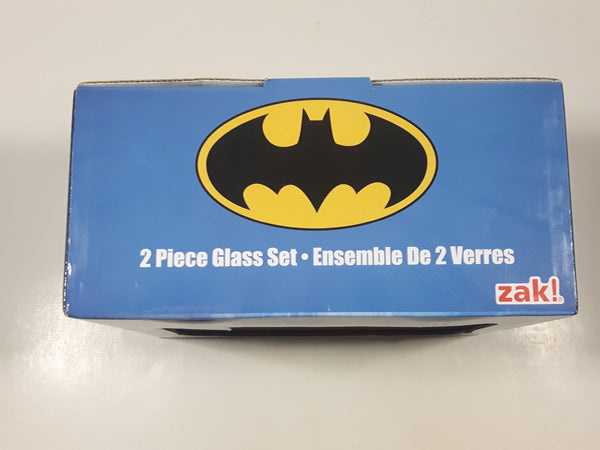 2 Piece Glass Set • Ensemble De 2 Verres
zak!®